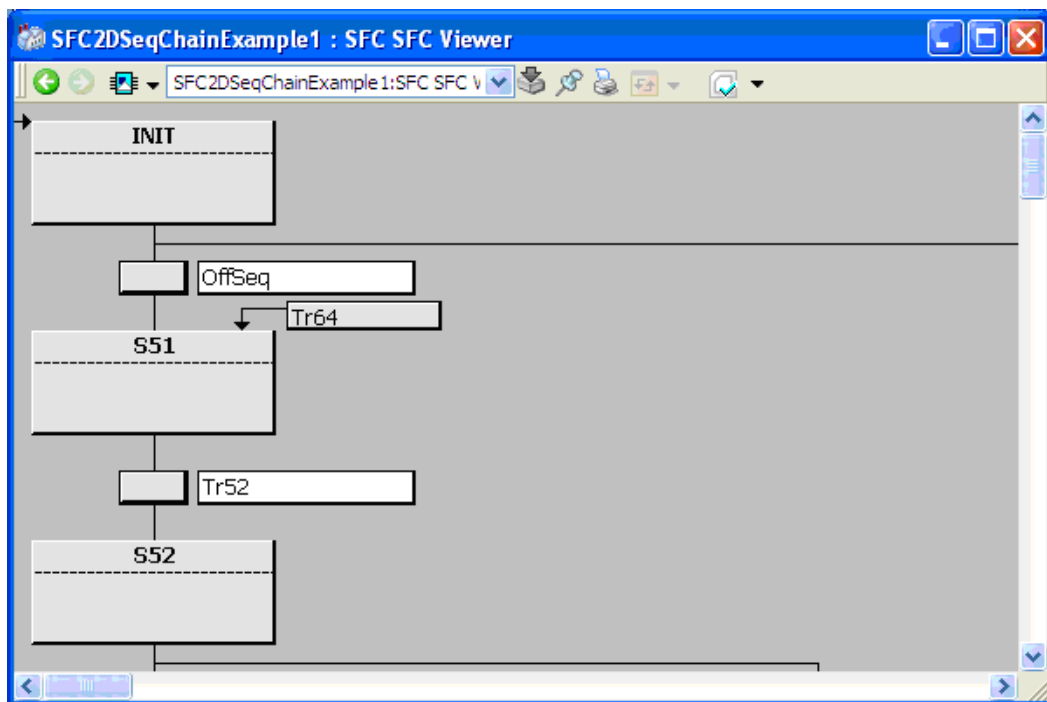 SFC2DSeqChainExample1 : SFC SFC Viewer
SFC2DSeqChainExample1:SFC SFC V
INIT
OffSeq
Tr64
S51
Tr52
S52